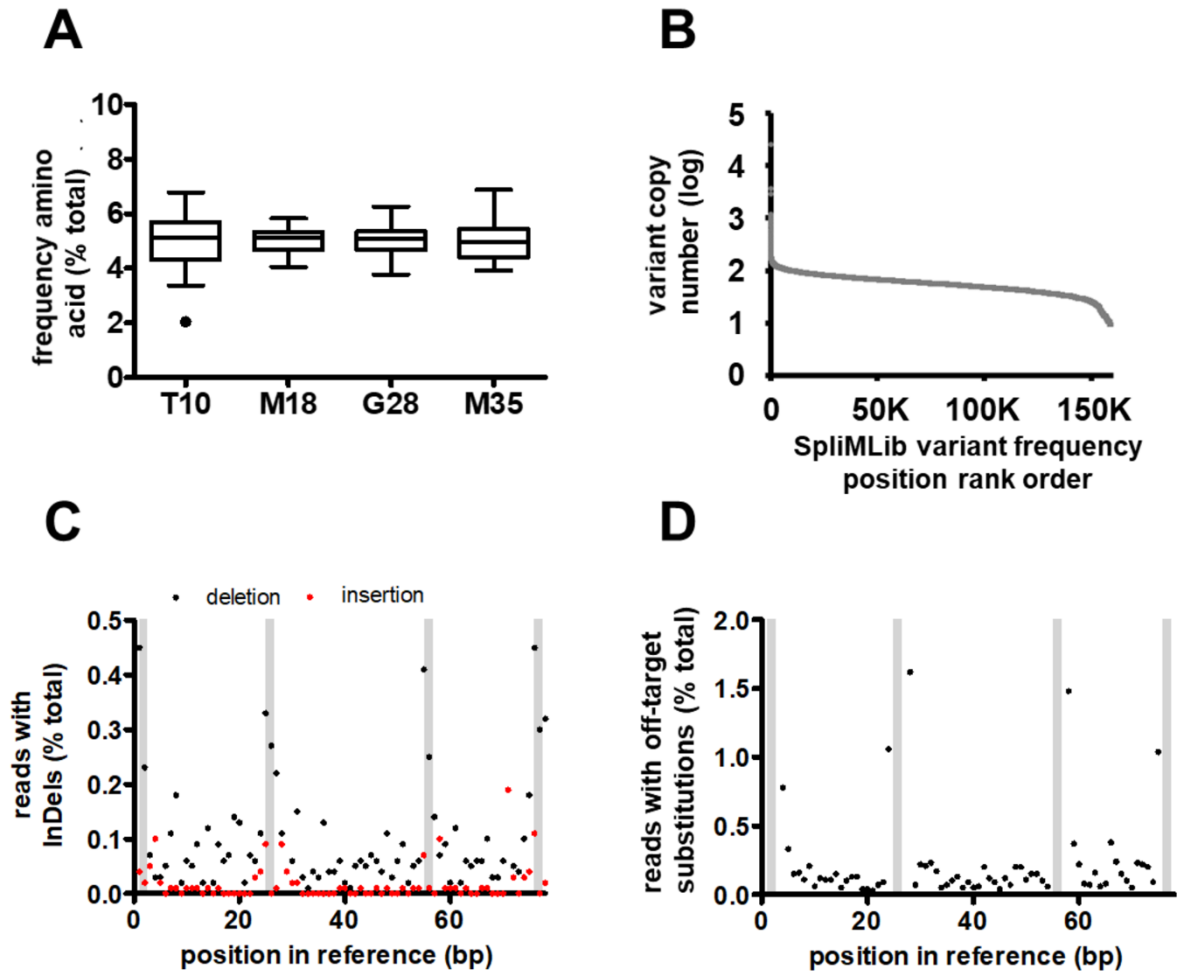 A
frequency amino
acid (% total)
10
8
6
4
2
0
T10 M18 G28 M35
B
variant copy
number (log)
5
4
3
2
1
0
0 50K 100K 150K
SpliMLib variant frequency
position rank order
C
deletion insertion
reads with
InDels (% total)
0.5
0.4
0.3
0.2
0.1
0.0
0 20 40 60
position in reference (bp)
D
reads with off-target
substitutions (% total)
2.0
1.5
1.0
0.5
0.0
0 20 40 60
position in reference (bp)